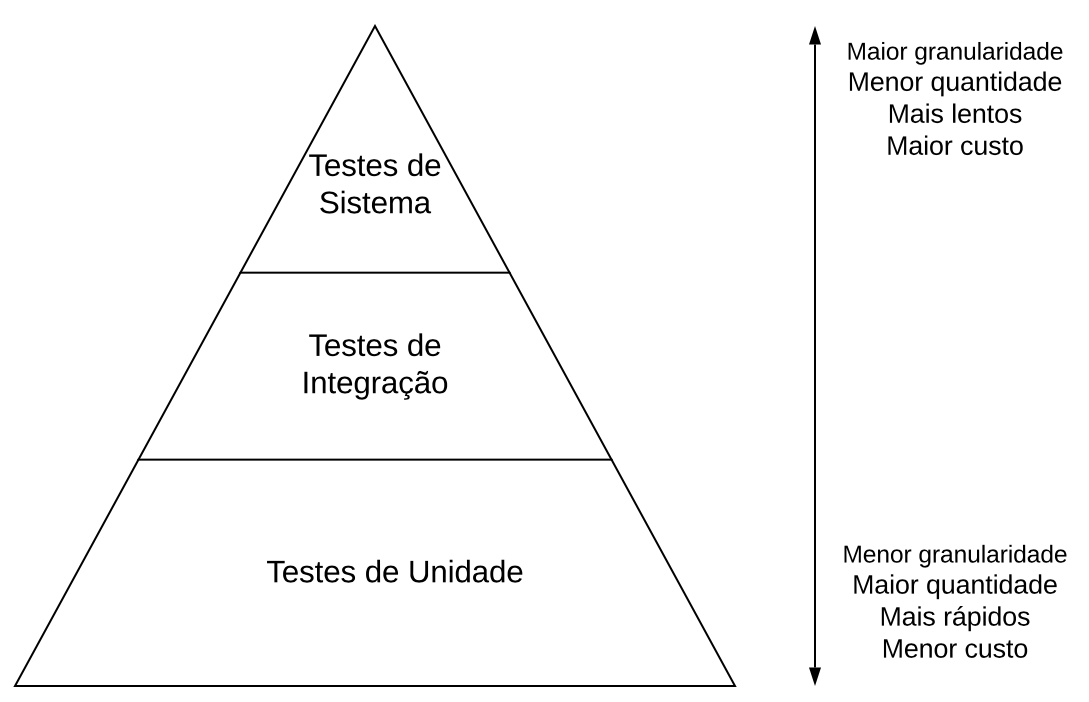 Testes de
Sistema
Testes de
Integração
Testes de Unidade
Maior granularidade
Menor quantidade
Mais lentos
Maior custo
Menor granularidade
Maior quantidade
Mais rápidos
Menor custo